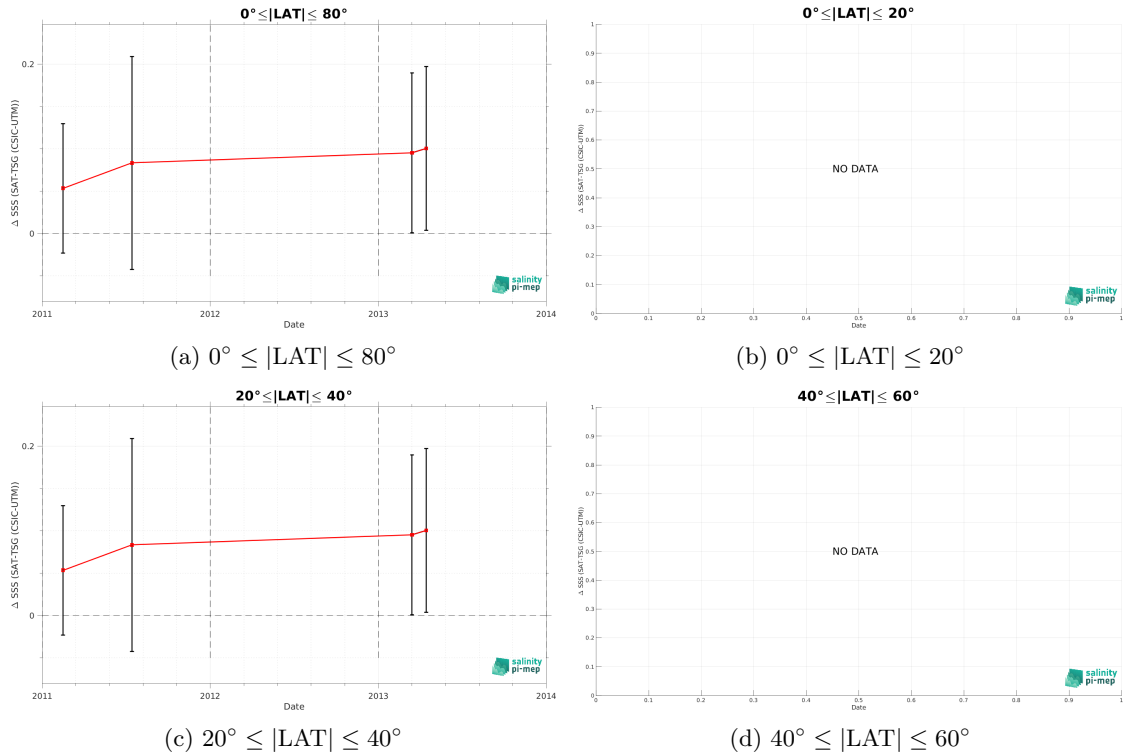 0°≤|LAT|≤ 80°
Δ SSS (SAT-TSG (CSIC-UTM))
0.2
0
2011 2012 2013 2014
Date
salinity
pi-mep
(a) 0° ≤ |LAT| ≤ 80°
0°≤|LAT|≤ 20°
Δ SSS (SAT-TSG (CSIC-UTM))
1
0.9
0.8
0.7
0.6
0.5
0.4
0.3
0.2
0.1
0
NO DATA
0 0.1 0.2 0.3 0.4 0.5 0.6 0.7 0.8 0.9 1
Date
salinity
pi-mep
(b) 0° ≤ |LAT| ≤ 20°
20°≤|LAT|≤ 40°
Δ SSS (SAT-TSG (CSIC-UTM))
0.2
0
2011 2012 2013 2014
Date
salinity
pi-mep
(c) 20° ≤ |LAT| ≤ 40°
40°≤|LAT|≤ 60°
Δ SSS (SAT-TSG (CSIC-UTM))
1
0.9
0.8
0.7
0.6
0.5
0.4
0.3
0.2
0.1
0
NO DATA
0 0.1 0.2 0.3 0.4 0.5 0.6 0.7 0.8 0.9 1
Date
salinity
pi-mep
(d) 40° ≤ |LAT| ≤ 60°